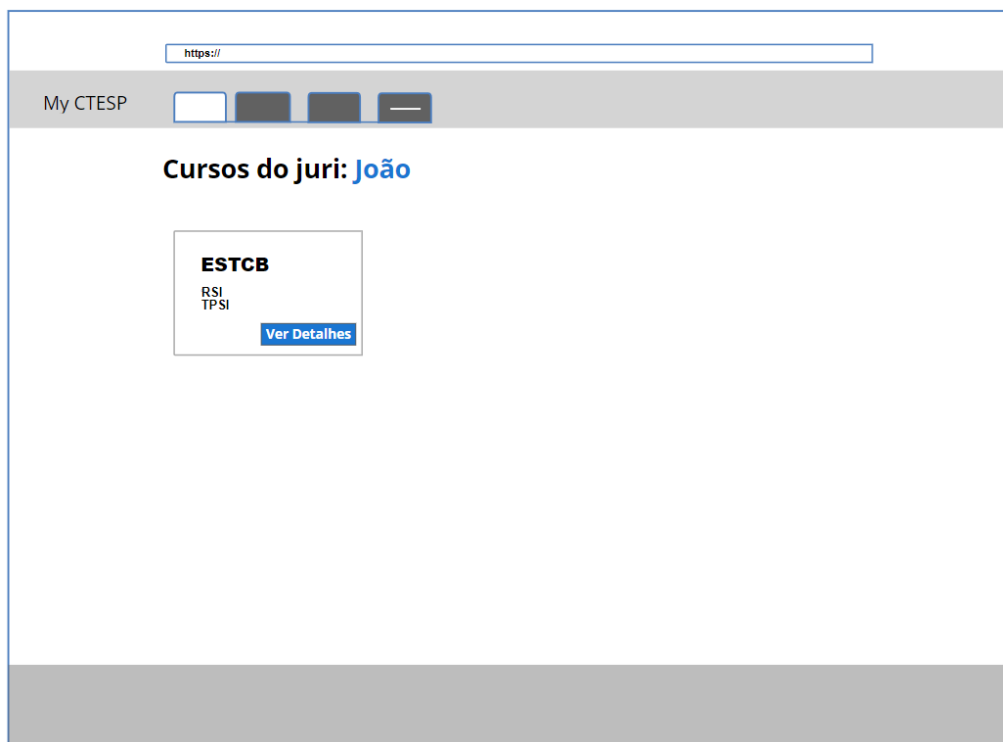 https://
My CTESP
Cursos do juri: João
ESTCB
RSI
TPSI
Ver Detalhes